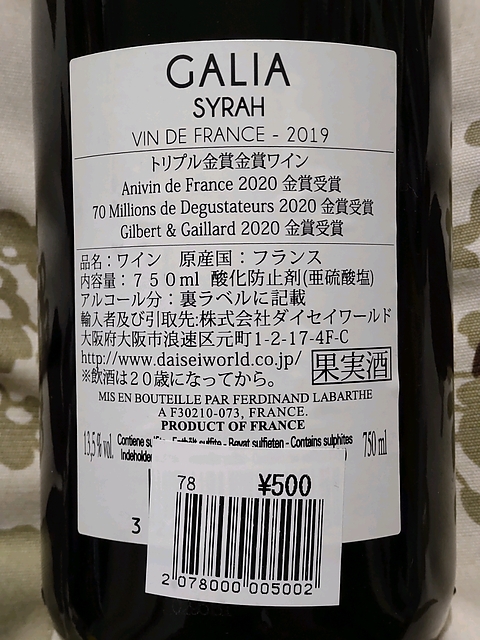 GALIA
SYRAH
VIN DE FRANCE - 2019
トリプル金賞金賞ワイン
Anivin de France 2020 金賞受賞
70 Millions de Degustateurs 2020 金賞受賞
Gilbert & Gaillard 2020 金賞受賞
品名：ワイン 原産国：フランス
内容量：７５０ml 酸化防止剤(亜硫酸塩)
アルコール分：裏ラベルに記載
輸入者及び引取先:株式会社ダイセイワールド
大阪府大阪市浪速区元町1-2-17-4F-C
http://www.daiseiworld.co.jp/
※飲酒は２０歳になってから。
果実酒
MIS EN BOUTEILLE PAR FERDINAND LABARTHE
A F30210-073, FRANCE.
PRODUCT OF FRANCE
13,5 % vol. Contiene - Enthält sulfite - Bevat sulfieten - Contains sulphites 750 ml
Indeholder
78 ¥500
3
2 078000 005002